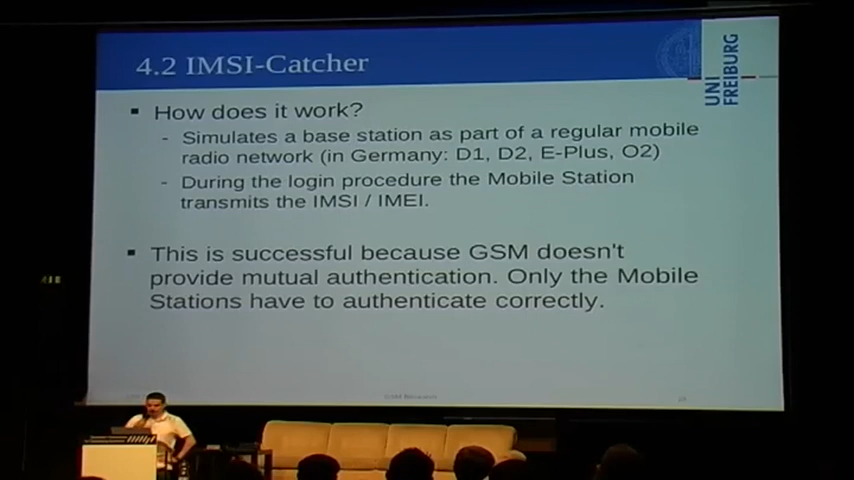 4.2 IMSI-Catcher
UNI
FREIBURG
▪ How does it work?
- Simulates a base station as part of a regular mobile
radio network (in Germany: D1, D2, E-Plus, O2)
- During the login procedure the Mobile Station
transmits the IMSI / IMEI.
▪ This is successful because GSM doesn't
provide mutual authentication. Only the Mobile
Stations have to authenticate correctly.